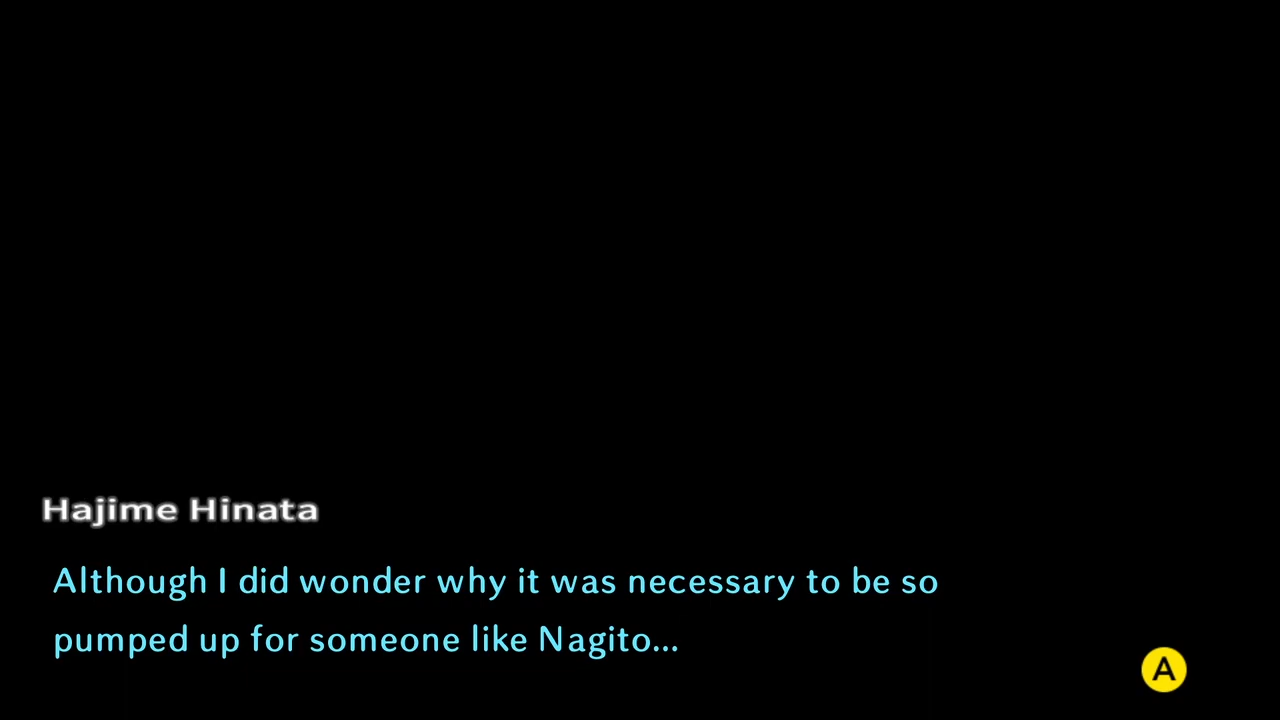 Hajime Hinata
Although I did wonder why it was necessary to be so
pumped up for someone like Nagito...
A